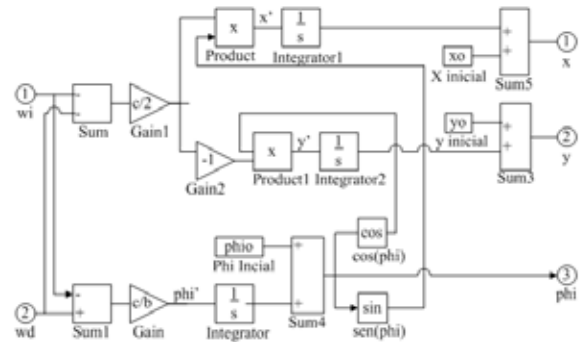 x
x'
1
s
Product
Integrator1
xo
X inicial
+
+
Sum5
1
x
1
wi
-
-
Sum
c/2
Gain1
-1
Gain2
x
Product1
y'
1
s
Integrator2
yo
y inicial
+
+
Sum3
2
y
cos
cos(phi)
phio
Phi Incial
+
+
Sum4
3
phi
2
wd
-
+
Sum1
c/b
Gain
phi'
1
s
Integrator
sin
sen(phi)